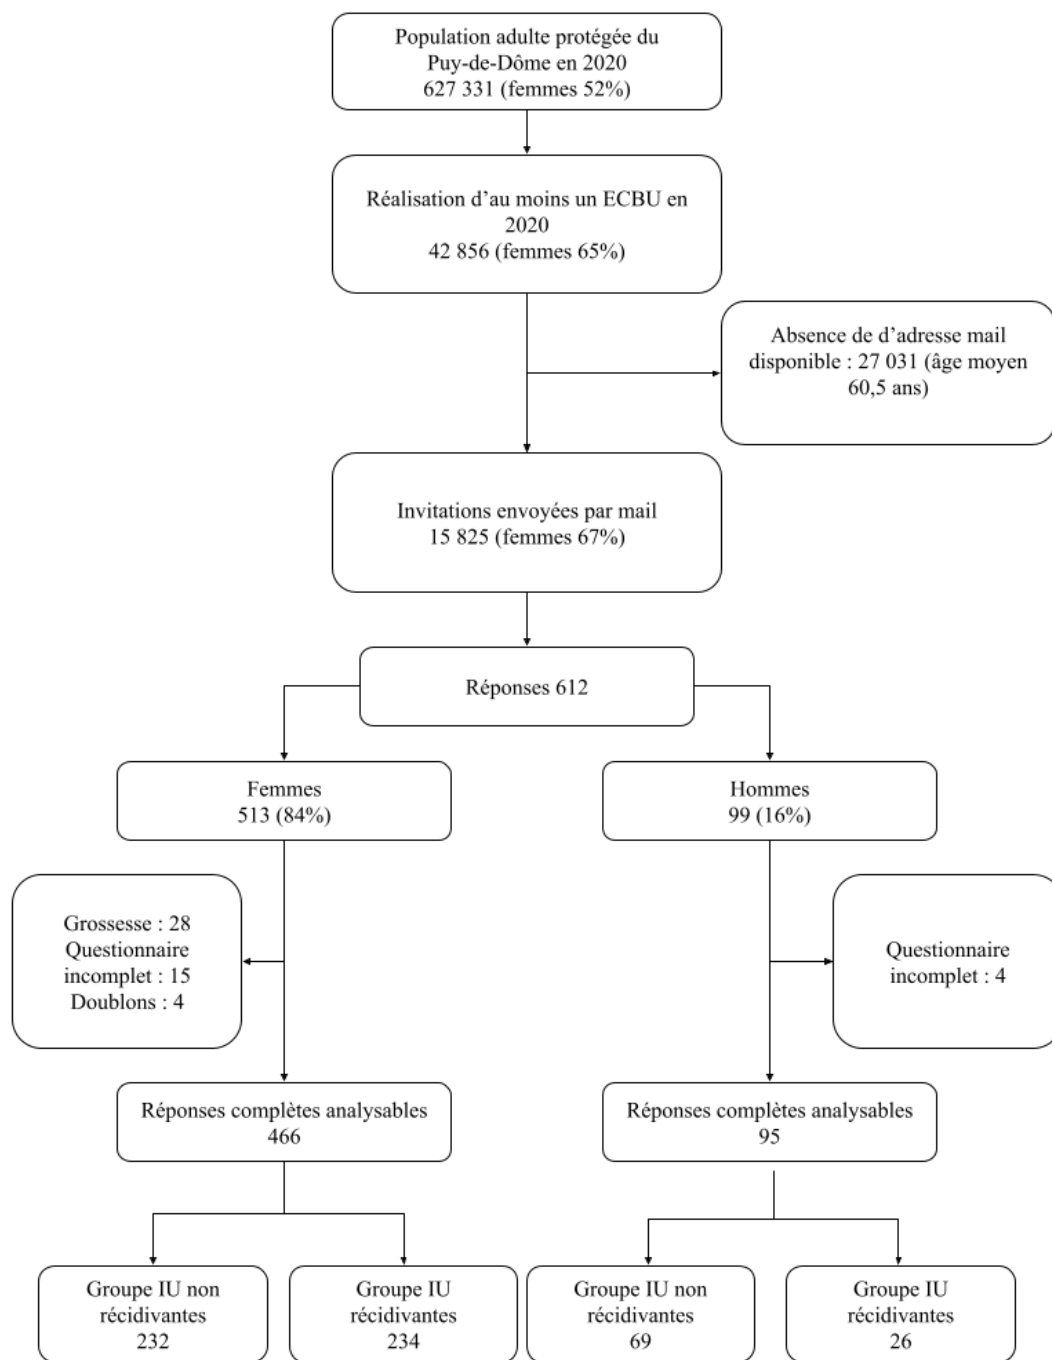 Population adulte protégée du
Puy-de-Dôme en 2020
627 331 (femmes 52%)
Réalisation d'au moins un ECBU en
2020
42 856 (femmes 65%)
Absence de d'adresse mail
disponible : 27 031 (âge moyen
60,5 ans)
Invitations envoyées par mail
15 825 (femmes 67%)
Réponses 612
Femmes
513 (84%)
Hommes
99 (16%)
Grossesse : 28
Questionnaire
incomplet : 15
Doublons : 4
Questionnaire
incomplet : 4
Réponses complètes analysables
466
Réponses complètes analysables
95
Groupe IU non
récidivantes
232
Groupe IU
récidivantes
234
Groupe IU non
récidivantes
69
Groupe IU
récidivantes
26